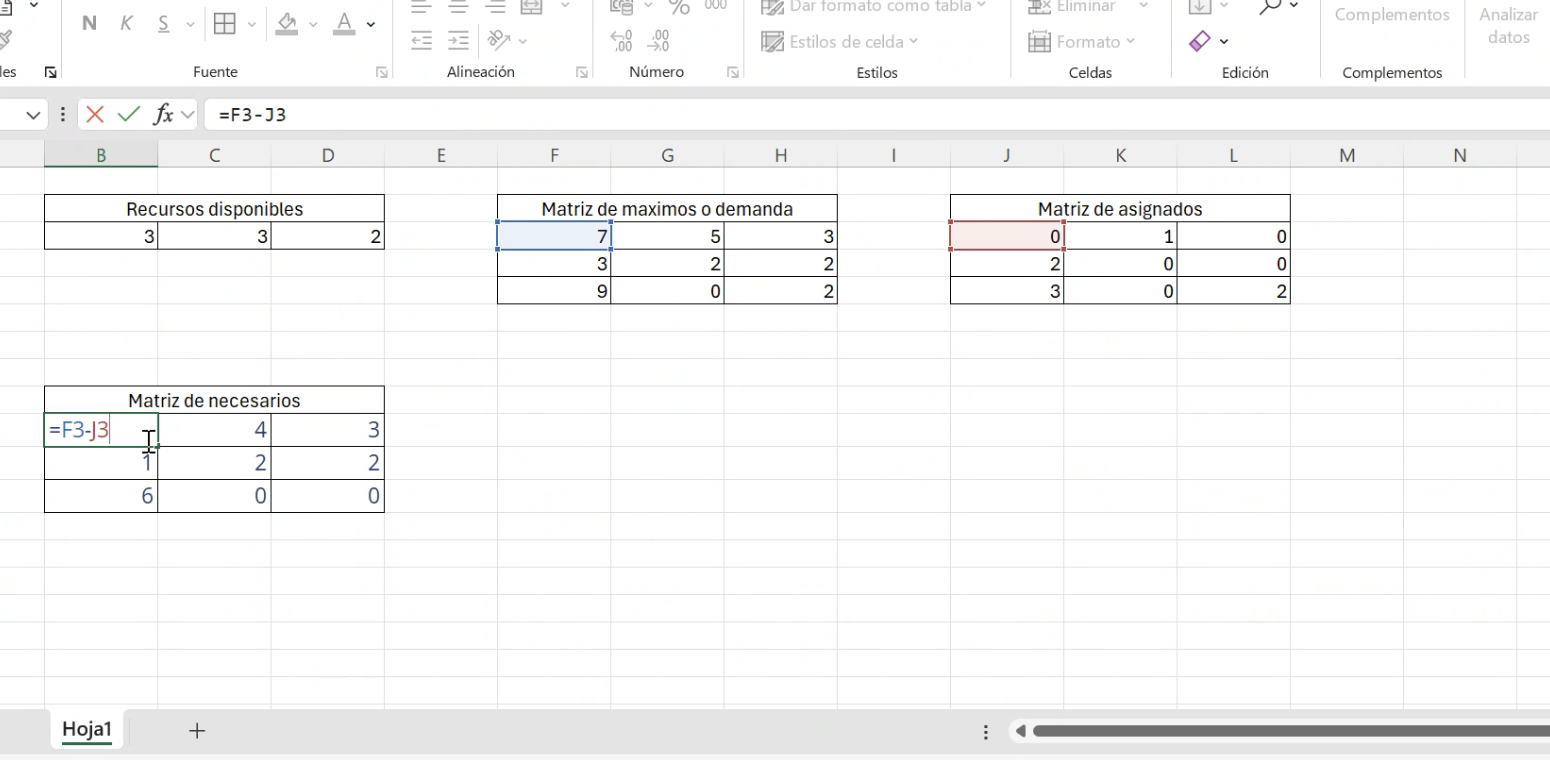 000
Dar formato como tabla
Eliminar
Complementos
Analizar
datos
N K S A
,00
,00
Estilos de celda
Formato
les
Fuente
Alineación
Número
Estilos
Celdas
Edición
Complementos
fx =F3-J3
B C D E F G H I J K L M N
Recursos disponibles Matriz de maximos o demanda Matriz de asignados
3 3 2 7 5 3 0 1 0
3 2 2 2 0 0
9 0 2 3 0 2
Matriz de necesarios
=F3-J3 4 3
1 2 2
6 0 0
Hoja1 +